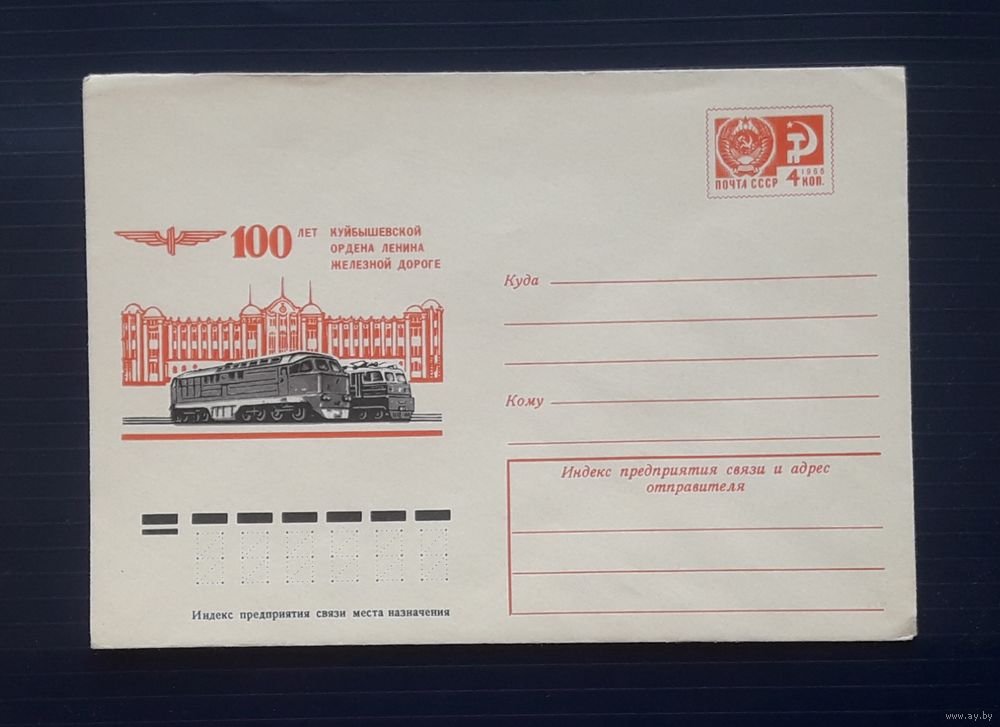 ПОЧТА СССР 4 КОП.
1966
100 ЛЕТ КУЙБЫШЕВСКОЙ
ОРДЕНА ЛЕНИНА
ЖЕЛЕЗНОЙ ДОРОГЕ
Куда
Кому
Индекс предприятия связи и адрес
отправителя
Индекс предприятия связи места назначения
www.ay.by